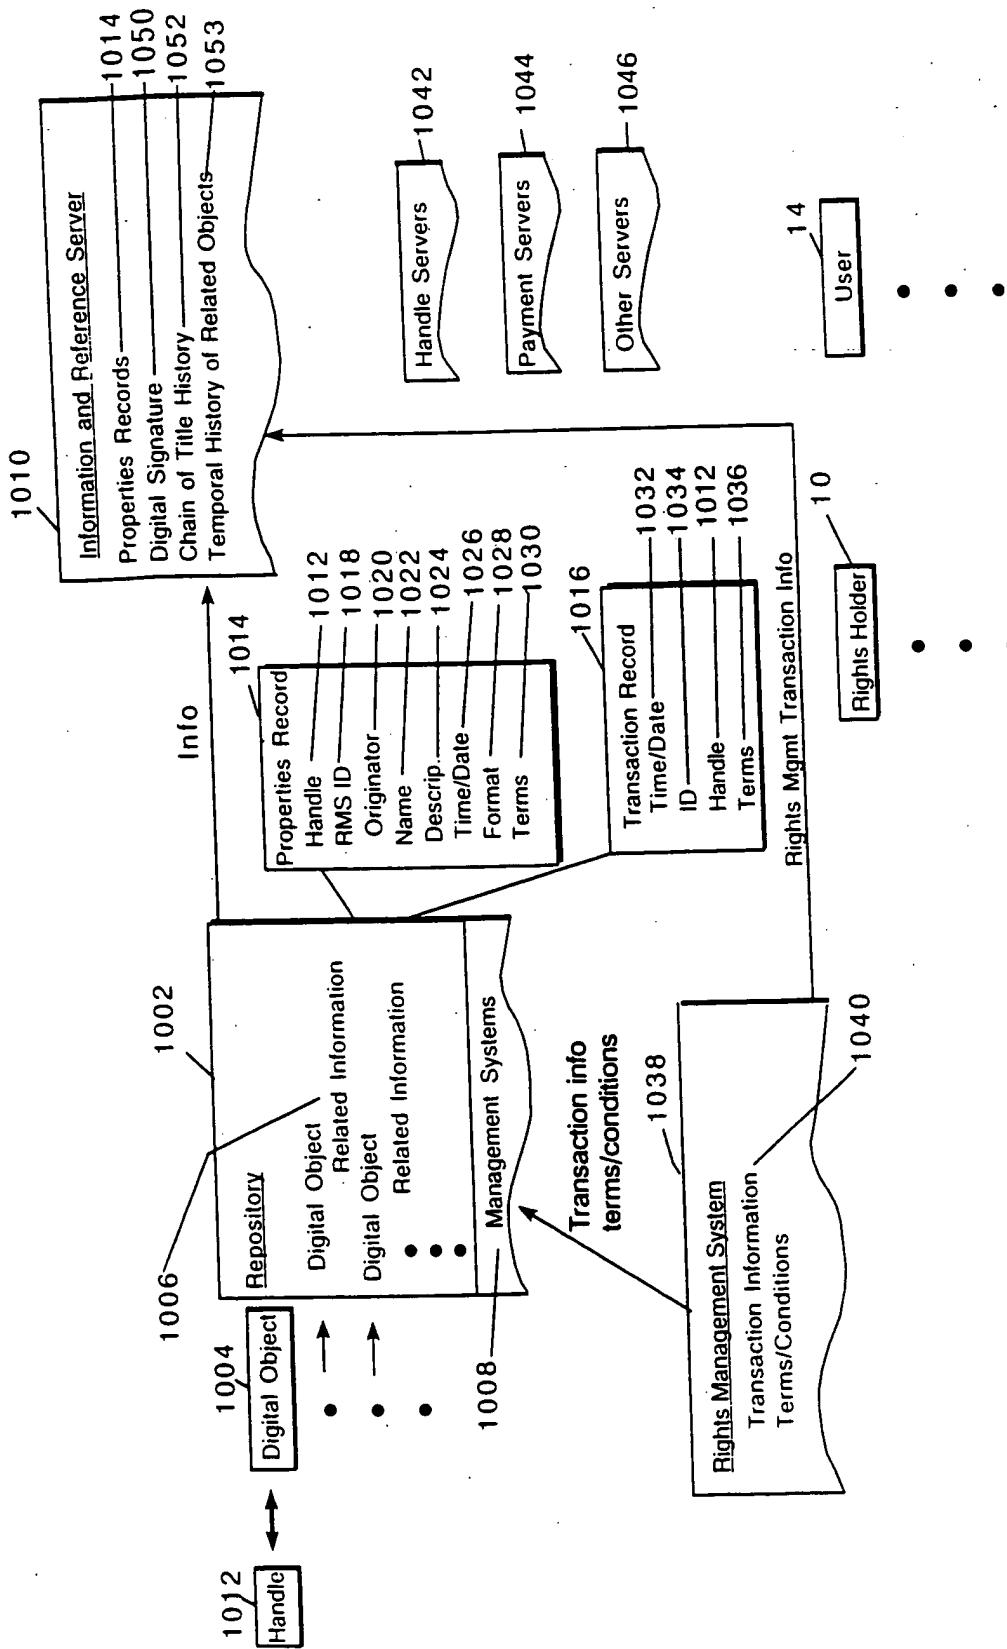 1010
Information and Reference Server
Properties Records 1014
Digital Signature 1050
Chain of Title History 1052
Temporal History of Related Objects 1053
Info
1002
1006
Repository
Digital Object
Related Information
Digital Object
Related Information
1008
Management Systems
1004
Digital Object
1012
Handle
1014
Properties Record
Handle 1012
RMS ID 1018
Originator 1020
Name 1022
Descrip. 1024
Time/Date 1026
Format 1028
Terms 1030
1016
Transaction Record
Time/Date 1032
ID 1034
Handle 1012
Terms 1036
Handle Servers 1042
Payment Servers 1044
Other Servers 1046
Transaction info
terms/conditions
1038
Rights Management System
Transaction Information
Terms/Conditions
1040
Rights Mgmt Transaction Info
10
Rights Holder
14
User